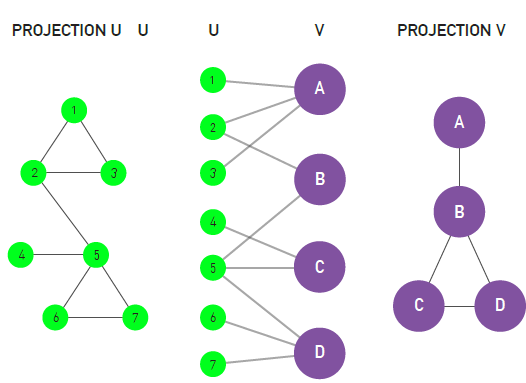 PROJECTION U U U V PROJECTION V
1
2 3
4 5
6 7
1
2
3
4
5
6
7
A
B
C
D
A
B
C D